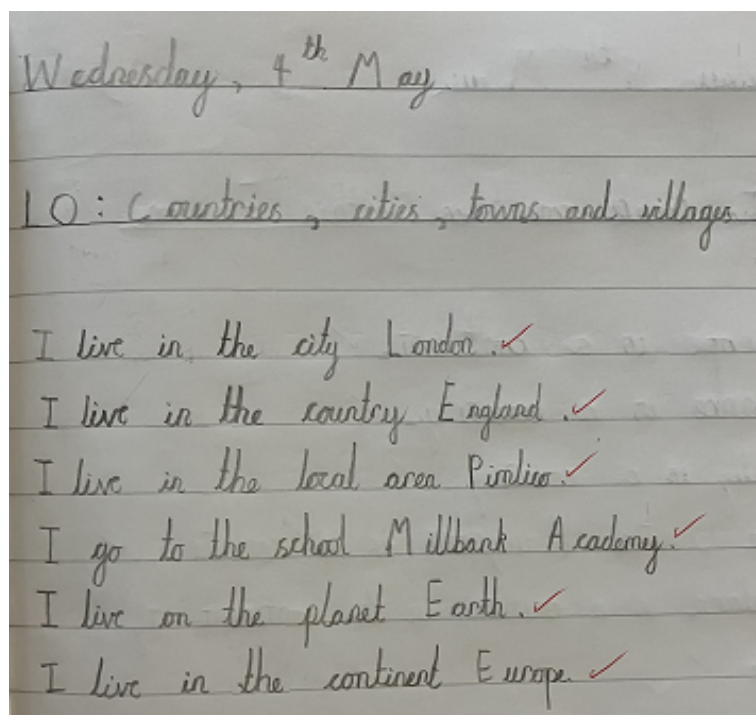 Wednesday, 4th May
LO: Countries, cities, towns and villages
I live in the city London.
I live in the country England.
I live in the local area Pimlico.
I go to the school Millbank Academy.
I live on the planet Earth.
I live in the continent Europe.